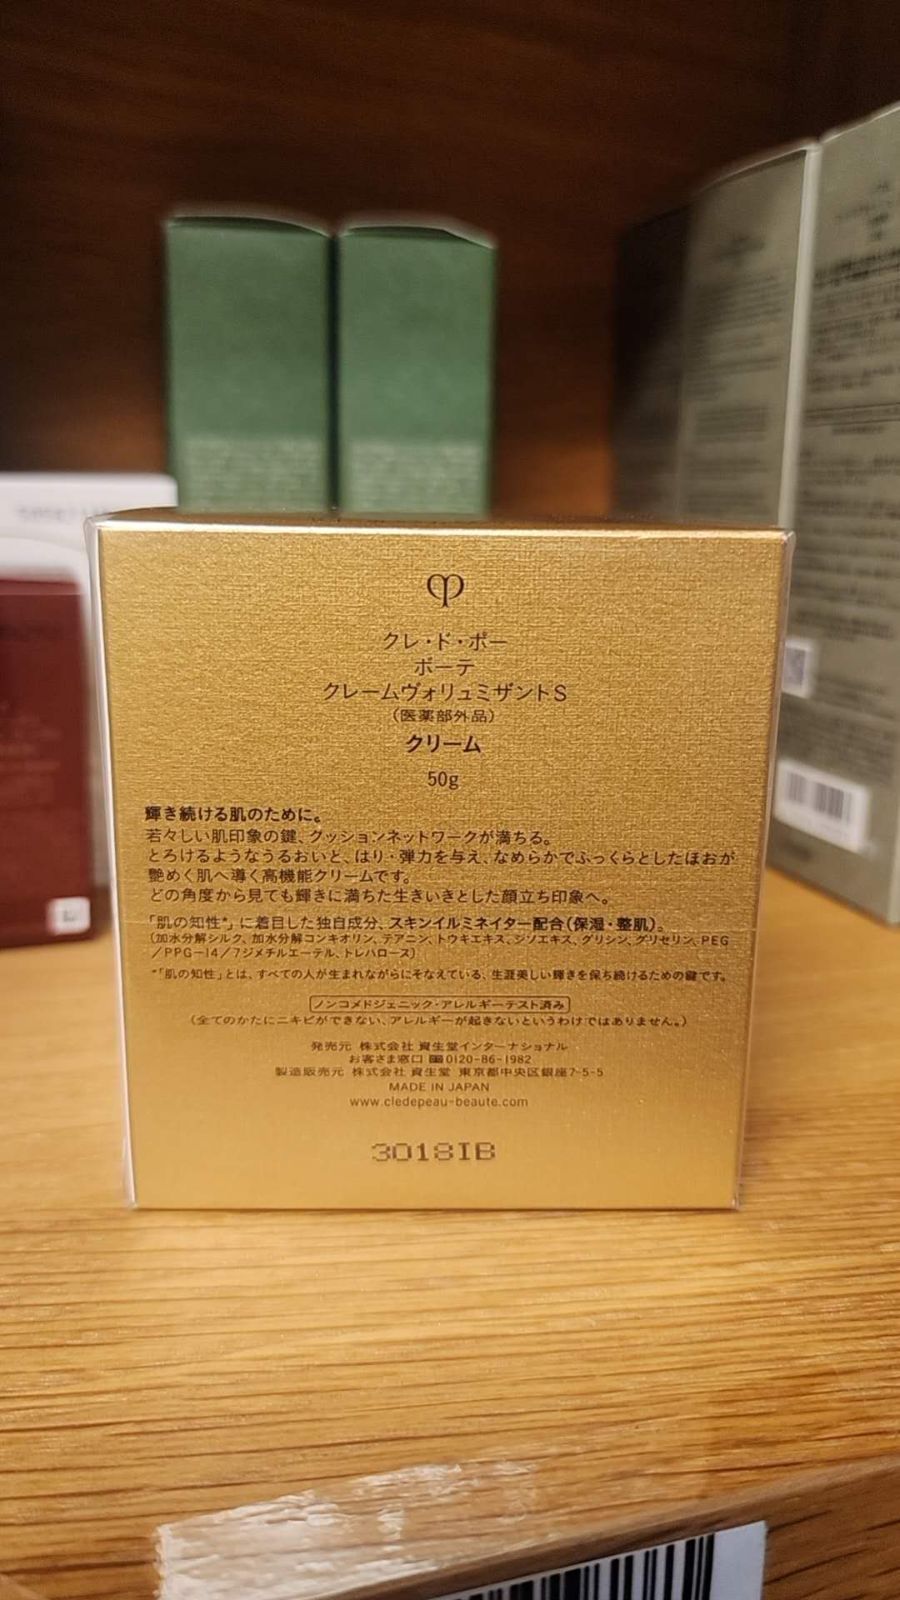 クレ・ド・ポー
ボーテ
クレームヴォリュミザントS
（医薬部外品）
クリーム
50g
輝き続ける肌のために。
若々しい肌印象の鍵、クッションネットワークが満ちる。
とろけるようなうるおいと、はり・弾力を与え、なめらかでふっくらとしたほおが
艶めく肌へ導く高機能クリームです。
どの角度から見ても輝きに満ちた生きいきとした顔立ち印象へ。
「肌の知性*」に着目した独自成分、スキンイルミネイター配合（保湿・整肌）。
（加水分解シルク、加水分解コンキオリン、テアニン、トウキエキス、シソエキス、グリシン、グリセリン、PEG
／PPG-14／7ジメチルエーテル、トレハロース）
*「肌の知性」とは、すべての人が生まれながらにそなえている、生涯美しい輝きを保ち続けるための鍵です。
ノンコメドジェニック・アレルギーテスト済み
（全てのかたにニキビができない、アレルギーが起きないというわけではありません。）
発売元 株式会社 資生堂インターナショナル
お客さま窓口 0120-86-1982
製造販売元 株式会社 資生堂 東京都中央区銀座7-5-5
MADE IN JAPAN
www.cledepeau-beaute.com
3018IB